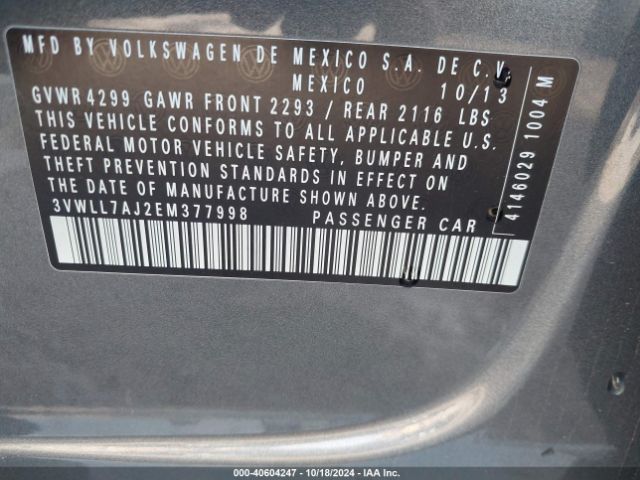 MFD BY VOLKSWAGEN DE MEXICO S.A. DE C.V.
MEXICO 10/13
GVWR 4299 GAWR FRONT 2293 / REAR 2116 LBS
THIS VEHICLE CONFORMS TO ALL APPLICABLE U.S.
FEDERAL MOTOR VEHICLE SAFETY, BUMPER AND
THEFT PREVENTION STANDARDS IN EFFECT ON
THE DATE OF MANUFACTURE SHOWN ABOVE.
3VWLL7AJ2EM377998 PASSENGER CAR
4146029 1004 M
000-40604247 - 10/18/2024 - IAA Inc.